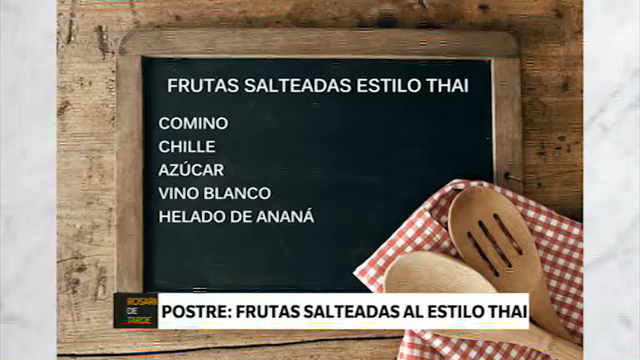 FRUTAS SALTEADAS ESTILO THAI
COMINO
CHILLE
AZÚCAR
VINO BLANCO
HELADO DE ANANÁ
ROSARI
DE
TARDE
POSTRE: FRUTAS SALTEADAS AL ESTILO THAI